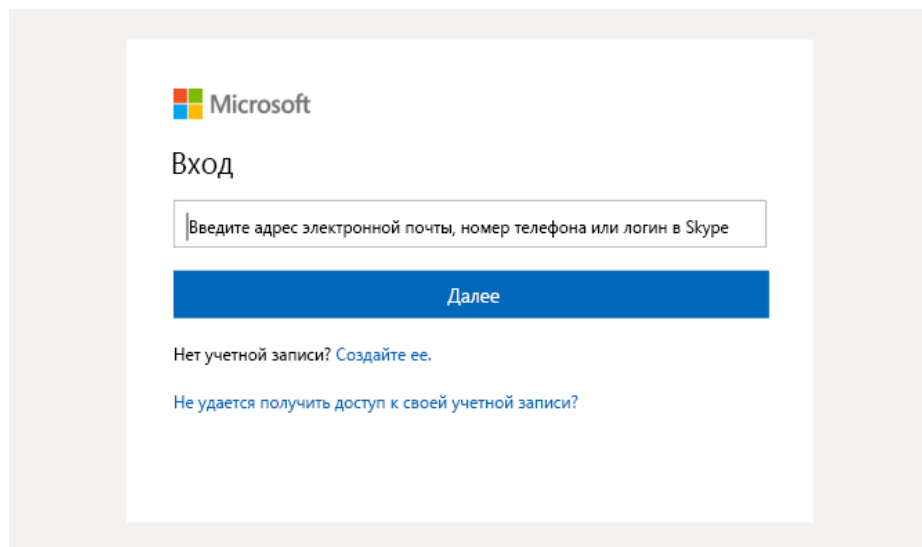 Microsoft
Вход
Введите адрес электронной почты, номер телефона или логин в Skype
Далее
Нет учетной записи? Создайте ее.
Не удается получить доступ к своей учетной записи?